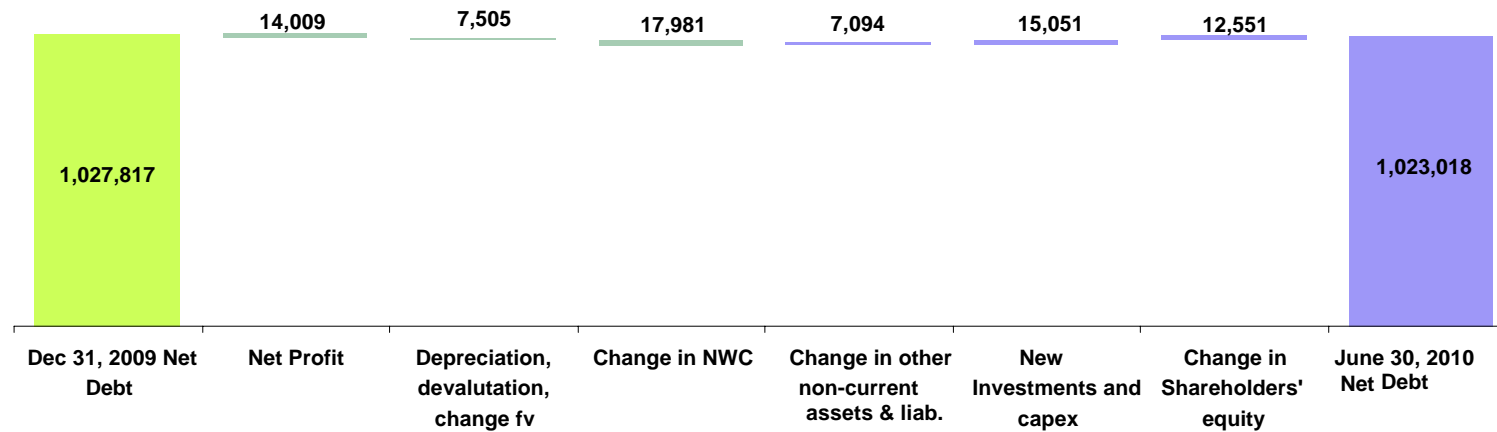 14,009
7,505
17,981
7,094
15,051
12,551
1,027,817
1,023,018
Dec 31, 2009 Net
Debt
Net Profit
Depreciation,
devalutation,
change fv
Change in NWC
Change in other
non-current
assets & liab.
New
Investments and
capex
Change in
Shareholders'
equity
June 30, 2010
Net Debt